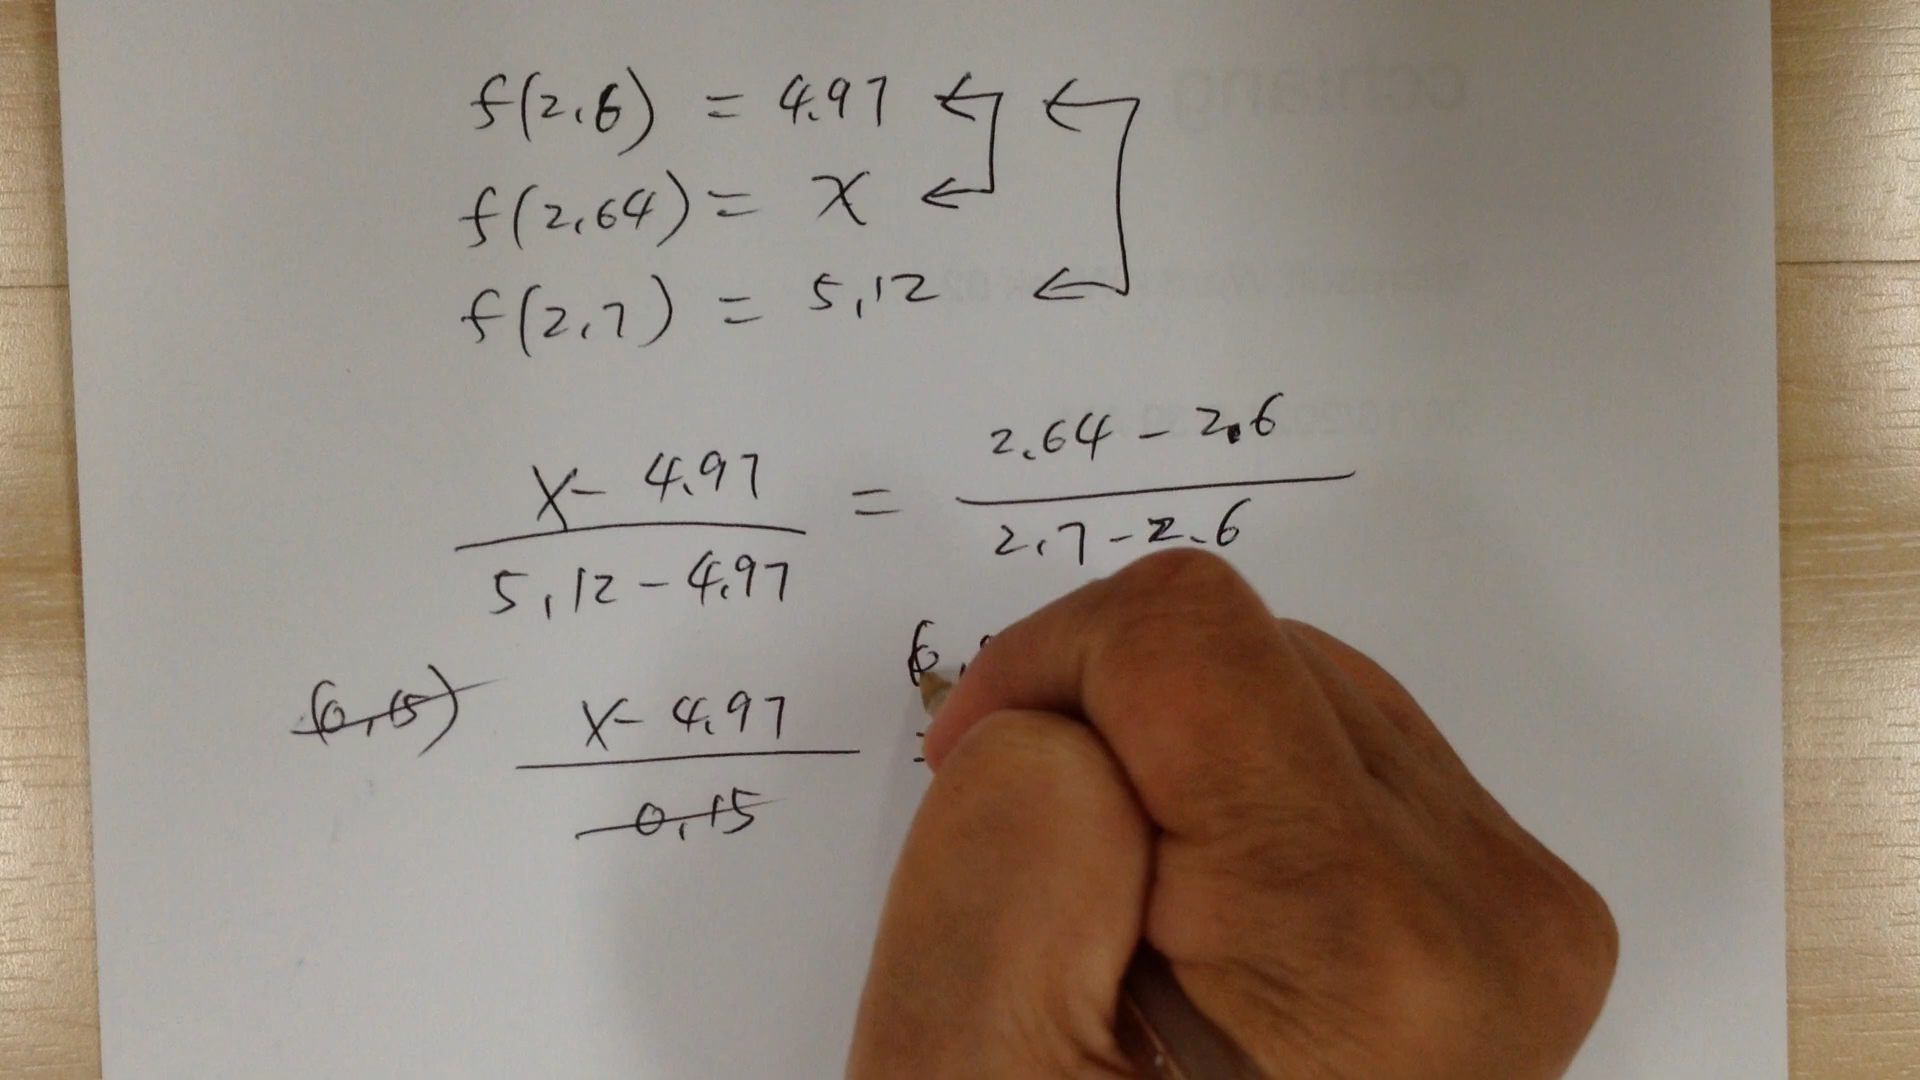 f(2.6) = 4.97
f(2.64) = X
f(2.7) = 5.12
X - 4.97 = 2.64 - 2.6
5.12 - 4.97 2.7 - 2.6
(0.15) X - 4.97 =
0.15